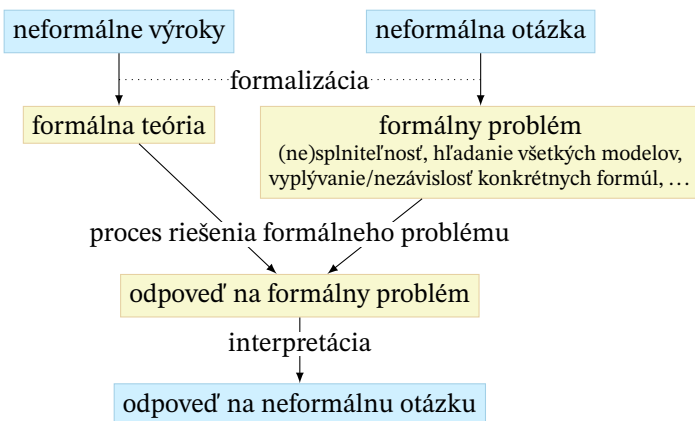 neformálne výroky
neformálna otázka
formalizácia
formálna teória
formálny problém
(ne)splniteľnosť, hľadanie všetkých modelov,
vyplývanie/nezávislosť konkrétnych formúl, …
proces riešenia formálneho problému
odpoveď na formálny problém
interpretácia
odpoveď na neformálnu otázku